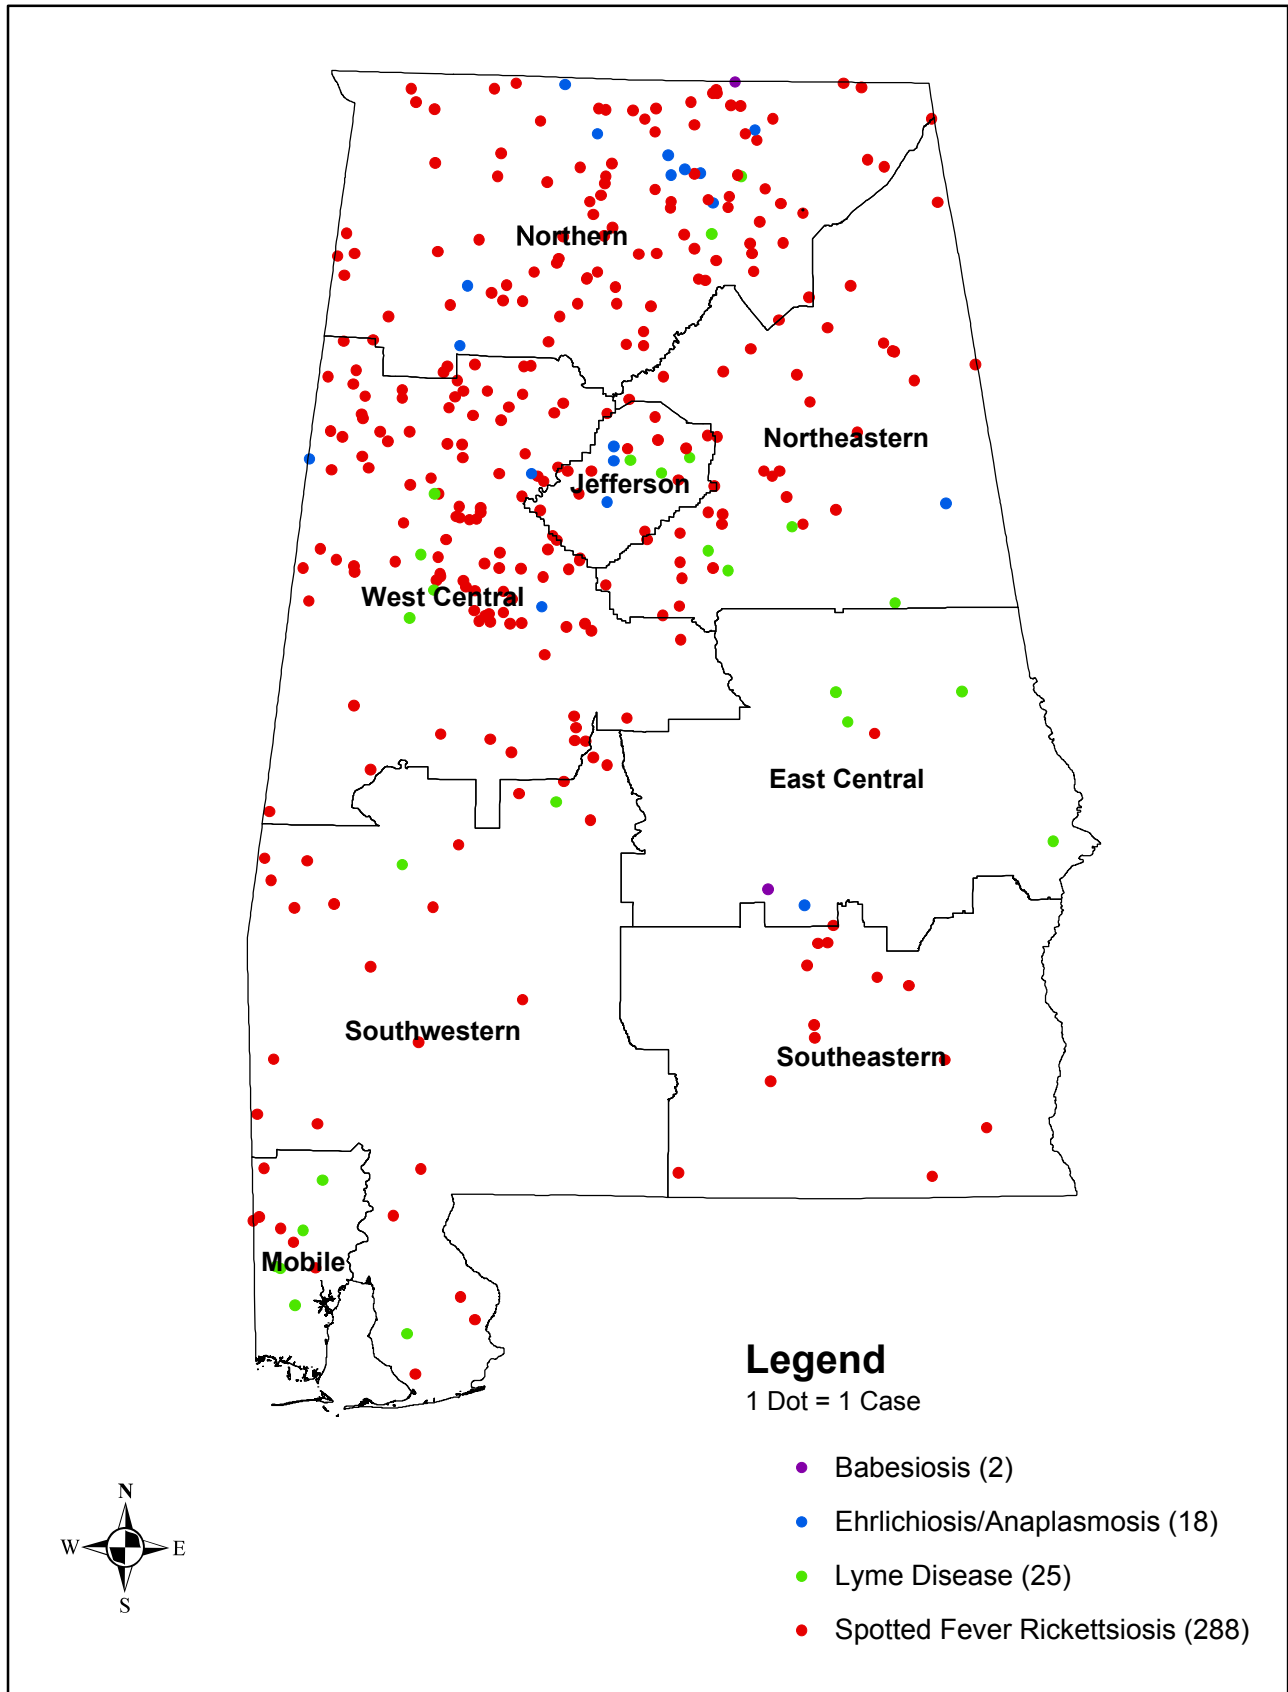 Northern
Northeastern
Jefferson
West Central
East Central
Southwestern
Southeastern
Mobile
Legend
1 Dot = 1 Case
Babesiosis (2)
Ehrlichiosis/Anaplasmosis (18)
Lyme Disease (25)
Spotted Fever Rickettsiosis (288)
N
W E
S